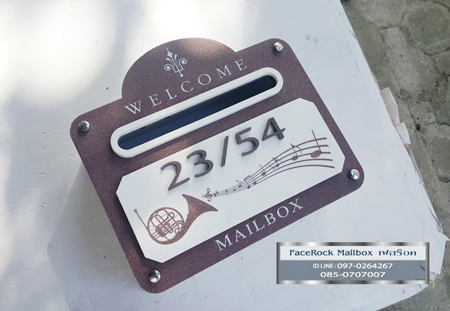 WELCOME
23/54
MAILBOX
FaceRock Mailbox เฟสร็อค
ID LINE : 097-0264267
085-0707007